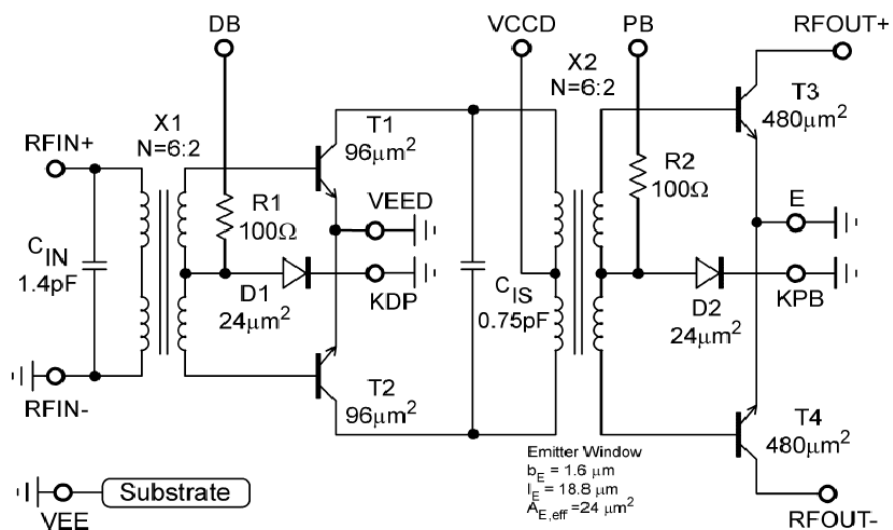 DB
VCCD
PB
RFOUT+
X2
N=6:2
T3
480μm²
X1
N=6:2
T1
96μm²
RFIN+
R1
100Ω
R2
100Ω
VEED
E
C_IN
1.4pF
D1
24μm²
KDP
C_IS
0.75pF
D2
24μm²
KPB
RFIN-
T2
96μm²
T4
480μm²
Emitter Window
b_E = 1.6 μm
l_E = 18.8 μm
A_E,eff =24 μm²
VEE
Substrate
RFOUT-